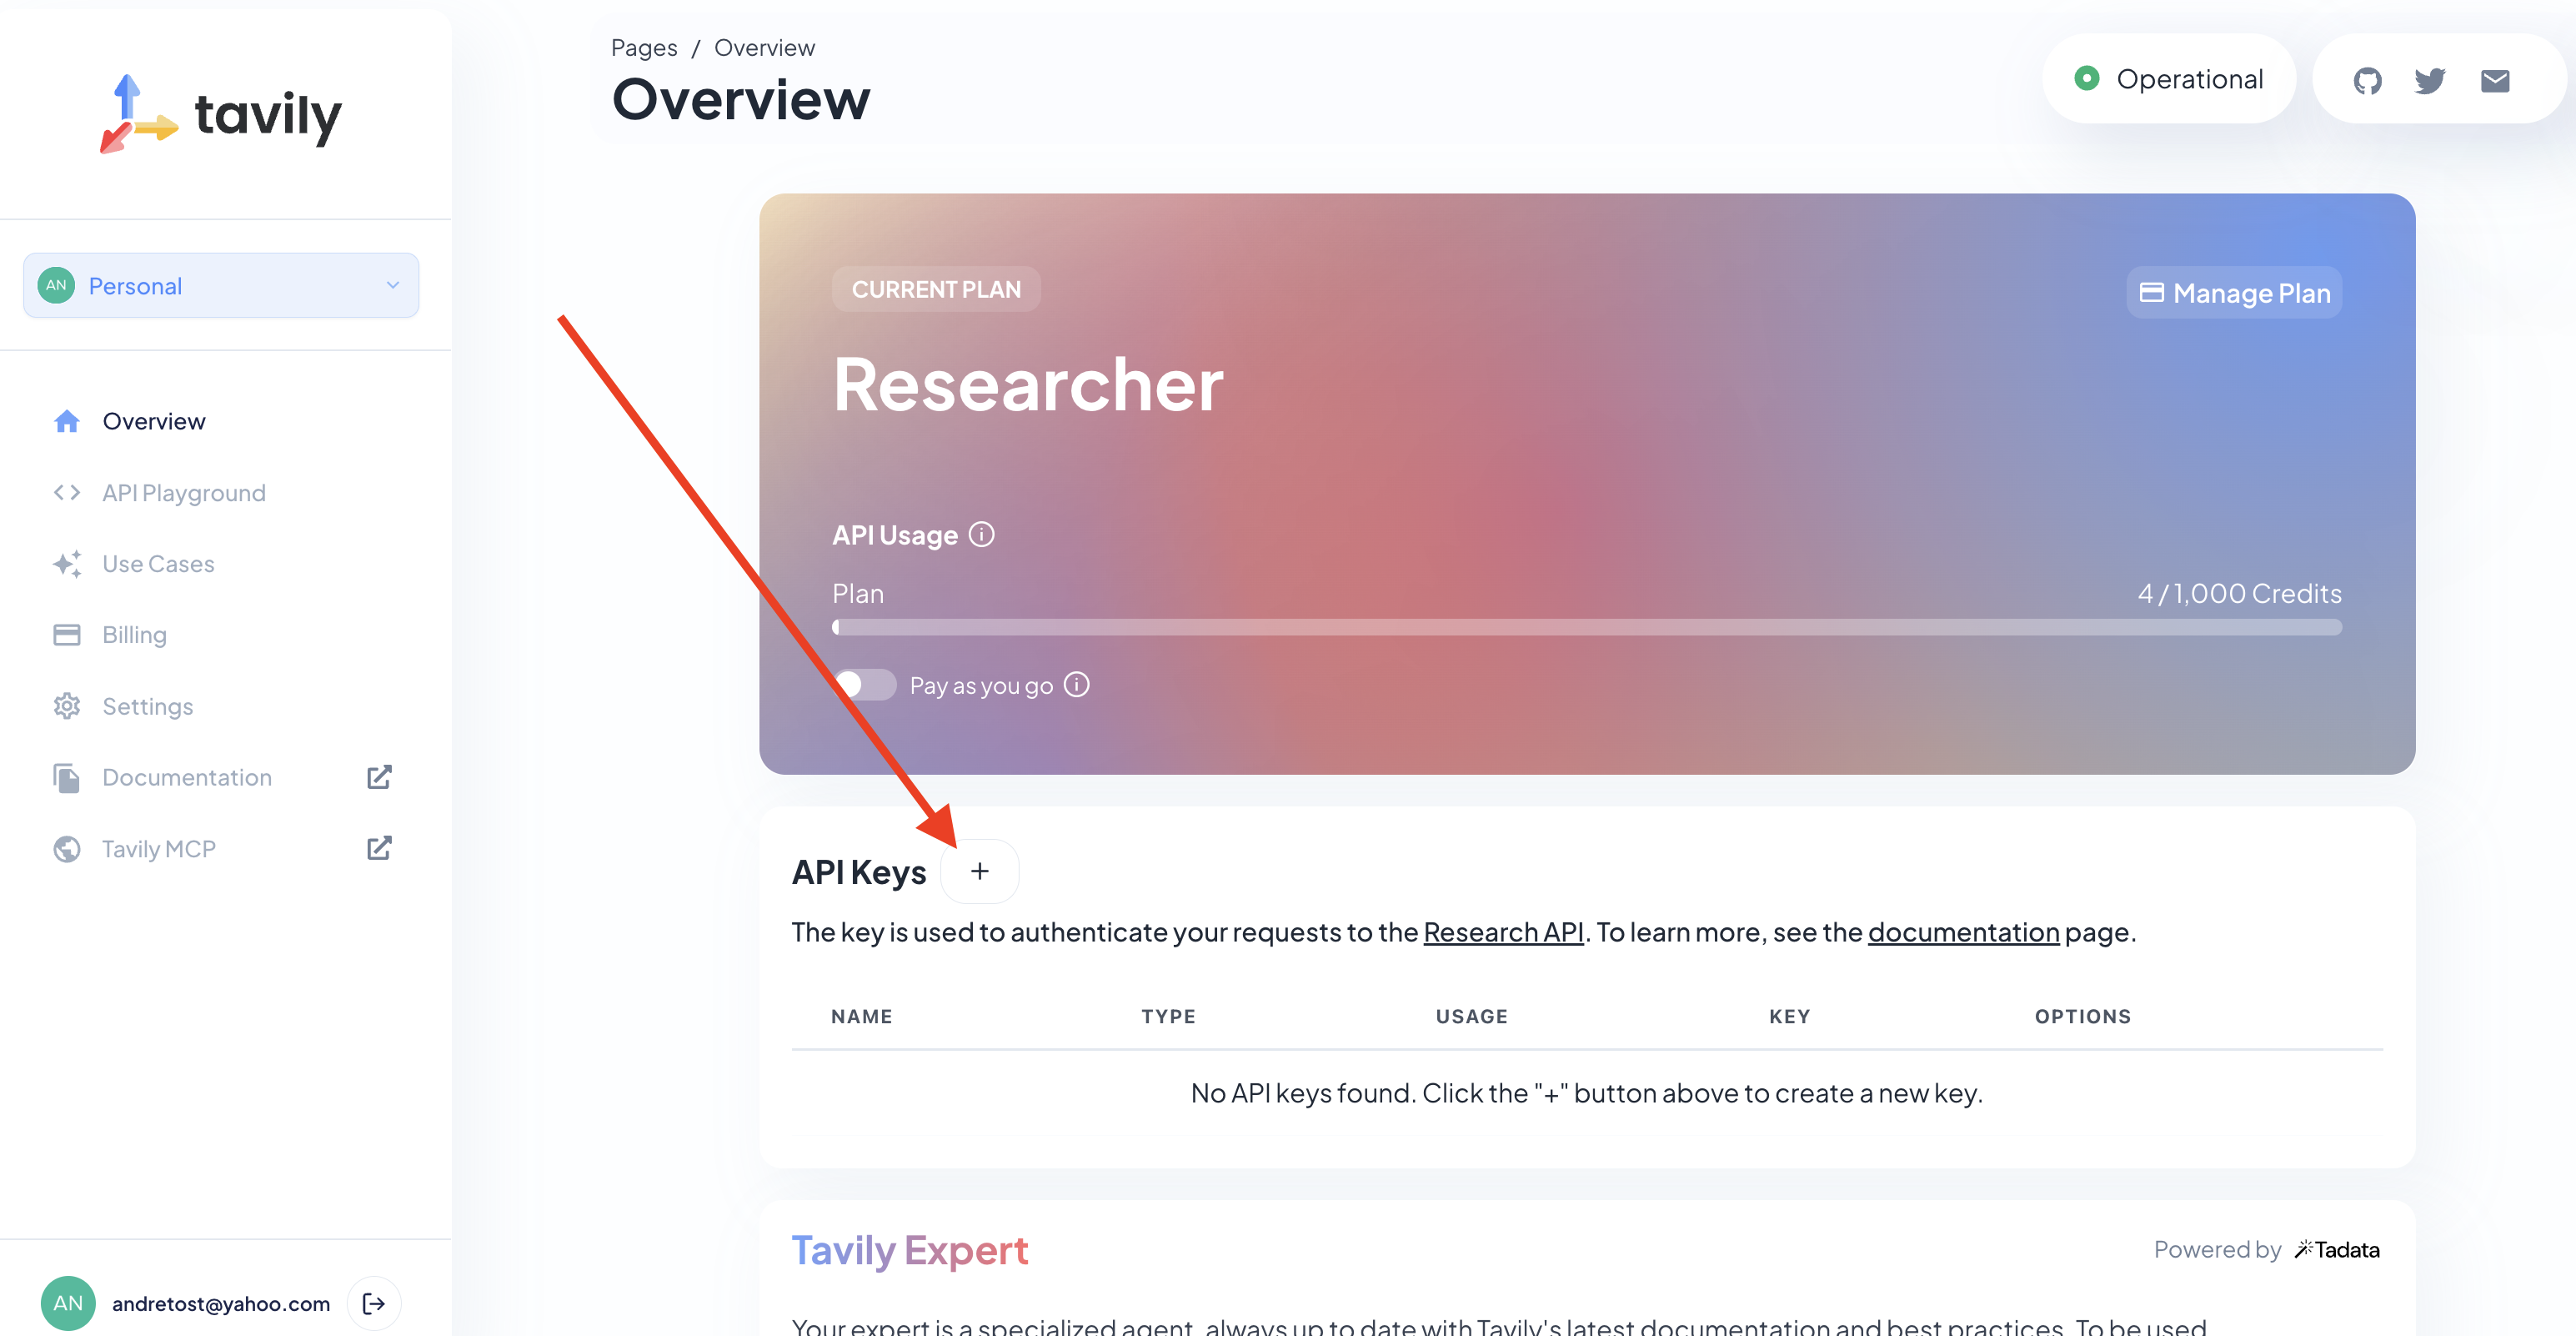 tavily
AN Personal
Overview
API Playground
Use Cases
Billing
Settings
Documentation
Tavily MCP
AN andretost@yahoo.com
Pages / Overview
Overview
Operational
CURRENT PLAN
Manage Plan
Researcher
API Usage
Plan
4 / 1,000 Credits
Pay as you go
API Keys +
The key is used to authenticate your requests to the Research API. To learn more, see the documentation page.
NAME TYPE USAGE KEY OPTIONS
No API keys found. Click the "+" button above to create a new key.
Tavily Expert
Powered by Tadata
Your expert is a specialized agent, always up to date with Tavily's latest documentation and best practices. To be used